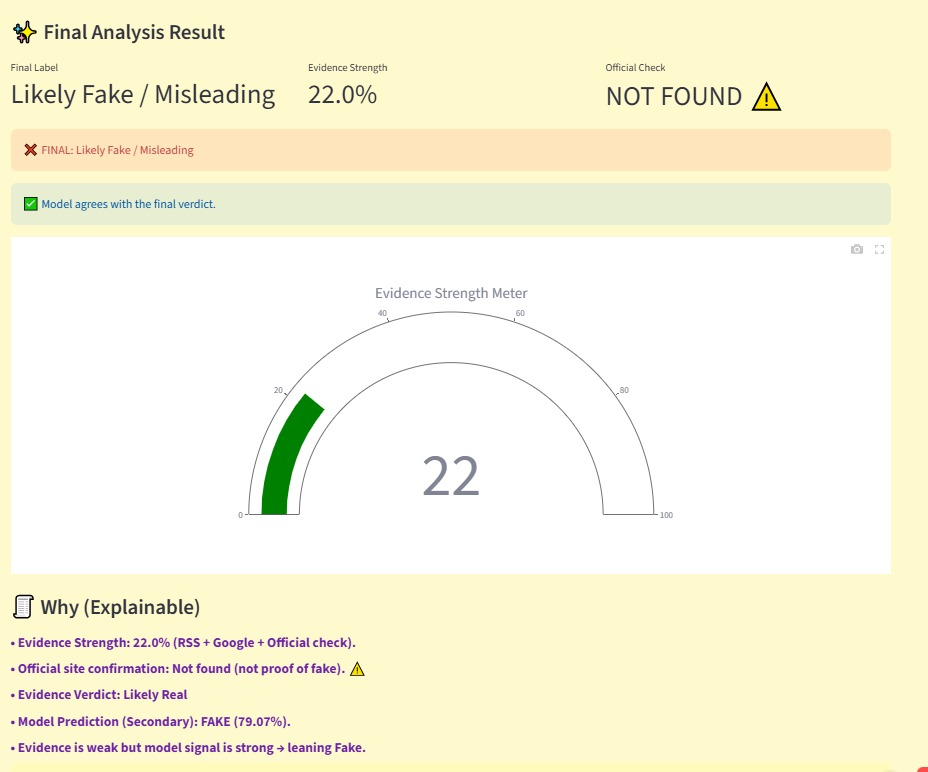 ✨ Final Analysis Result
Final Label
Evidence Strength
Official Check
Likely Fake / Misleading
22.0%
NOT FOUND ⚠️
❌ FINAL: Likely Fake / Misleading
✅ Model agrees with the final verdict.
Evidence Strength Meter
40
60
20
80
22
0
100
📜 Why (Explainable)
• Evidence Strength: 22.0% (RSS + Google + Official check).
• Official site confirmation: Not found (not proof of fake). ⚠️
• Evidence Verdict: Likely Real
• Model Prediction (Secondary): FAKE (79.07%).
• Evidence is weak but model signal is strong → leaning Fake.